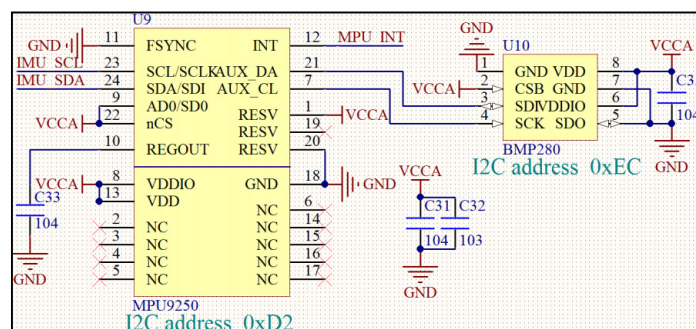 U9
GND 11 FSYNC INT 12 MPU_INT
IMU_SCL 23 SCL/SCLK AUX_DA 21
IMU_SDA 24 SDA/SDI AUX_CL 7
9 AD0/SD0
VCCA 22 nCS RESV 1 VCCA
RESV 19
10 REGOUT RESV 20
VCCA 8 VDDIO GND 18 GND
13 VDD
C33
104
GND
NC 6
2 NC NC 14
3 NC NC 15
4 NC NC 16
5 NC NC 17
MPU9250
I2C address 0xD2
U10
GND VCCA
1 GND VDD 8
VCCA 2 CSB GND 7
3 SDI VDDIO 6
4 SCK SDO 5
BMP280
104
GND
I2C address 0xEC
VCCA
C31 C32
104 103
GND